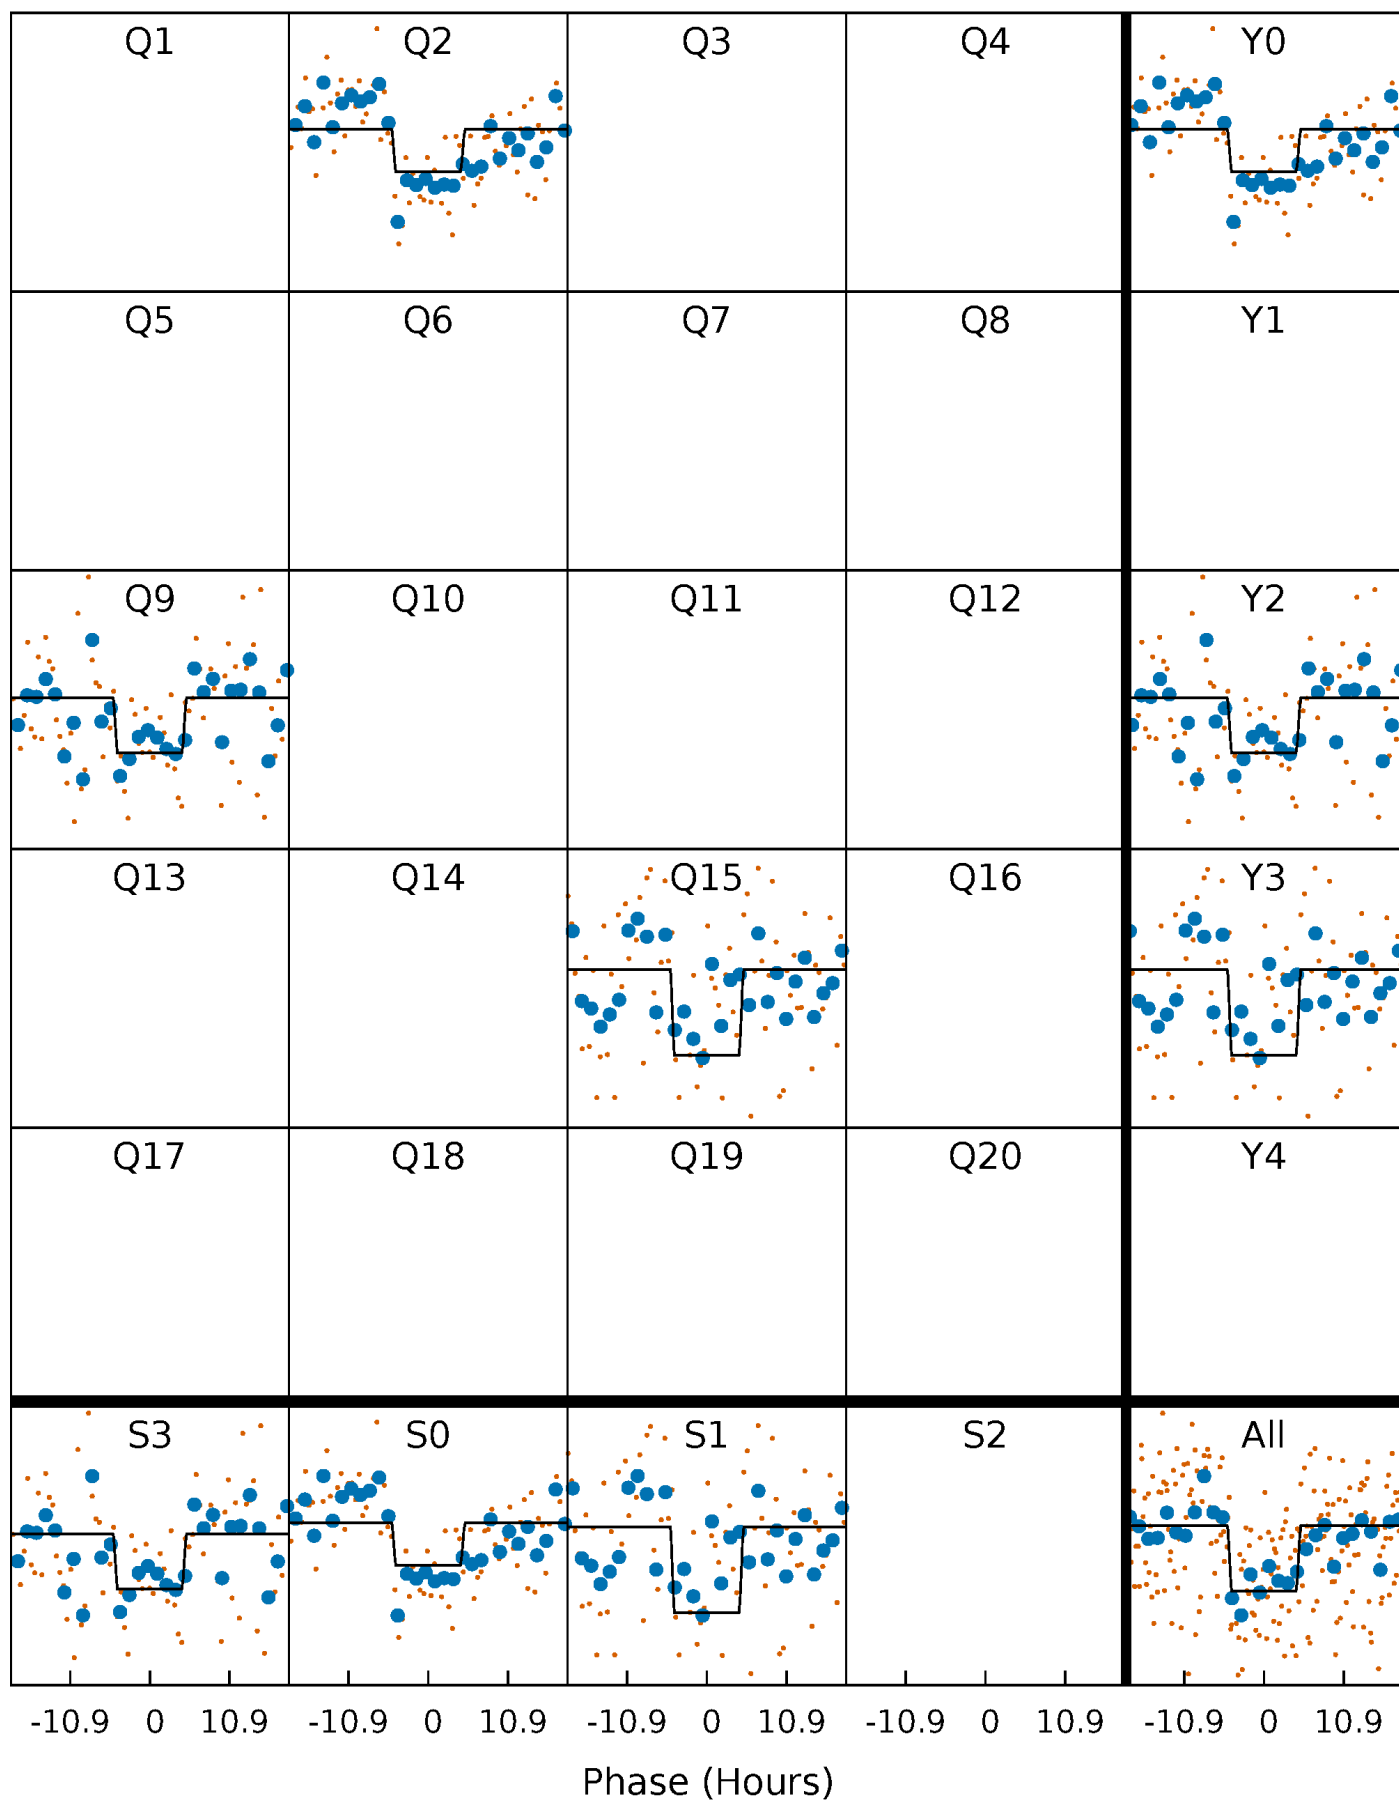 Q1 Q2 Q3 Q4 Y0
Q5 Q6 Q7 Q8 Y1
Q9 Q10 Q11 Q12 Y2
Q13 Q14 Q15 Q16 Y3
Q17 Q18 Q19 Q20 Y4
S3 S0 S1 S2 All
-10.9 0 10.9 -10.9 0 10.9 -10.9 0 10.9 -10.9 0 10.9 -10.9 0 10.9
Phase (Hours)